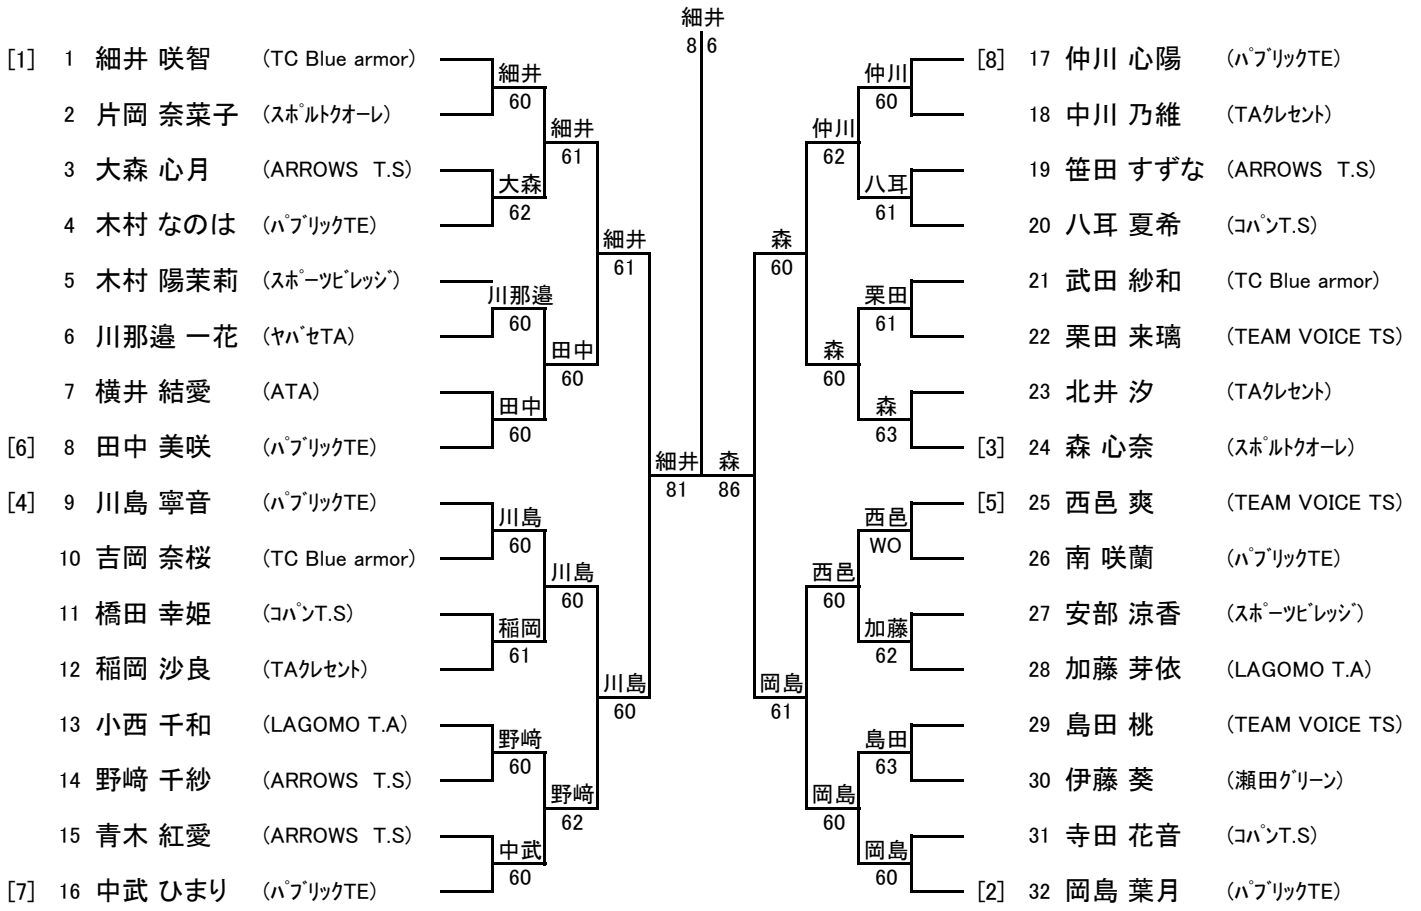 細井
8 6
[1] 1 細井 咲智 (TC Blue armor)
2 片岡 奈菜子 (スポルトクオーレ)
3 大森 心月 (ARROWS T.S)
4 木村 なのは (パブリックTE)
5 木村 陽茉莉 (スポーツビレッジ)
6 川那邉 一花 (ヤバセTA)
7 横井 結愛 (ATA)
[6] 8 田中 美咲 (パブリックTE)
[4] 9 川島 寧音 (パブリックTE)
10 吉岡 奈桜 (TC Blue armor)
11 橋田 幸姫 (コパンT.S)
12 稲岡 沙良 (TAクレセント)
13 小西 千和 (LAGOMO T.A)
14 野﨑 千紗 (ARROWS T.S)
15 青木 紅愛 (ARROWS T.S)
[7] 16 中武 ひまり (パブリックTE)
細井
60
大森
62
川那邉
60
田中
60
川島
60
稲岡
61
野﨑
60
中武
60
細井
61
田中
60
川島
60
野﨑
62
細井
61
川島
60
細井
81
森
86
森
60
岡島
61
仲川
62
森
60
西邑
60
岡島
60
仲川
60
八耳
61
栗田
61
森
63
西邑
WO
加藤
62
島田
63
岡島
60
[8] 17 仲川 心陽 (パブリックTE)
18 中川 乃維 (TAクレセント)
19 笹田 すずな (ARROWS T.S)
20 八耳 夏希 (コパンT.S)
21 武田 紗和 (TC Blue armor)
22 栗田 来璃 (TEAM VOICE TS)
23 北井 汐 (TAクレセント)
[3] 24 森 心奈 (スポルトクオーレ)
[5] 25 西邑 爽 (TEAM VOICE TS)
26 南 咲蘭 (パブリックTE)
27 安部 涼香 (スポーツビレッジ)
28 加藤 芽依 (LAGOMO T.A)
29 島田 桃 (TEAM VOICE TS)
30 伊藤 葵 (瀬田グリーン)
31 寺田 花音 (コパンT.S)
[2] 32 岡島 葉月 (パブリックTE)